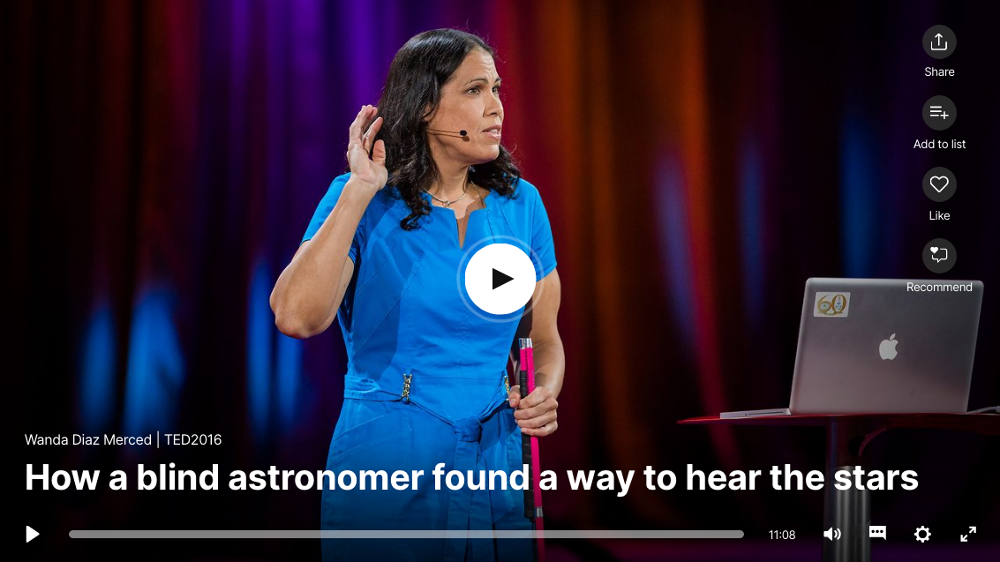 Share
Add to list
Like
Recommend
60
Wanda Diaz Merced | TED2016
How a blind astronomer found a way to hear the stars
11:08